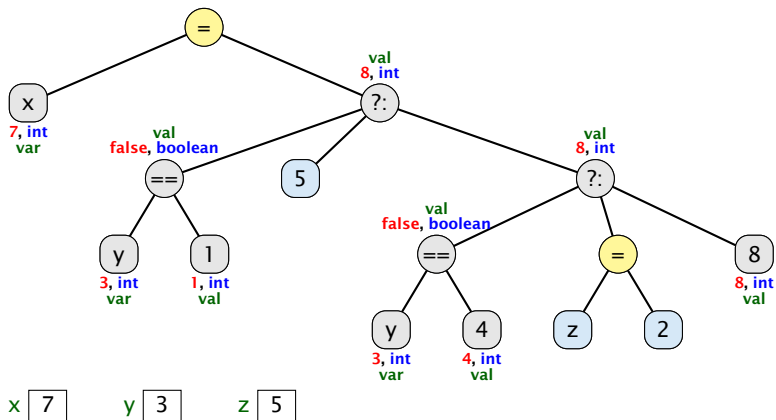 =
val
8, int
?:
x
7, int
var
val
false, boolean
==
5
val
8, int
?:
y
3, int
var
1
1, int
val
val
false, boolean
==
=
8
8, int
val
y
3, int
var
4
4, int
val
z
2
x 7 y 3 z 5